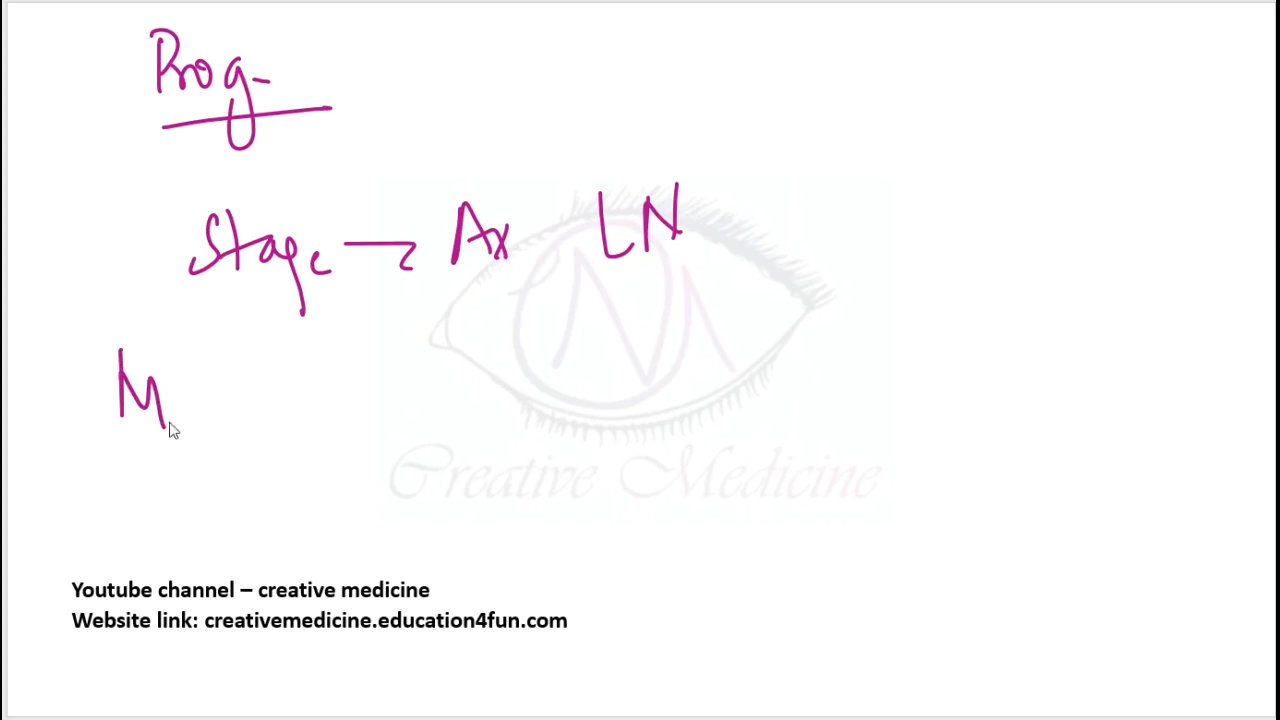 Prog-
Stage → Ax LN
M
Creative Medicine
Youtube channel – creative medicine
Website link: creativemedicine.education4fun.com